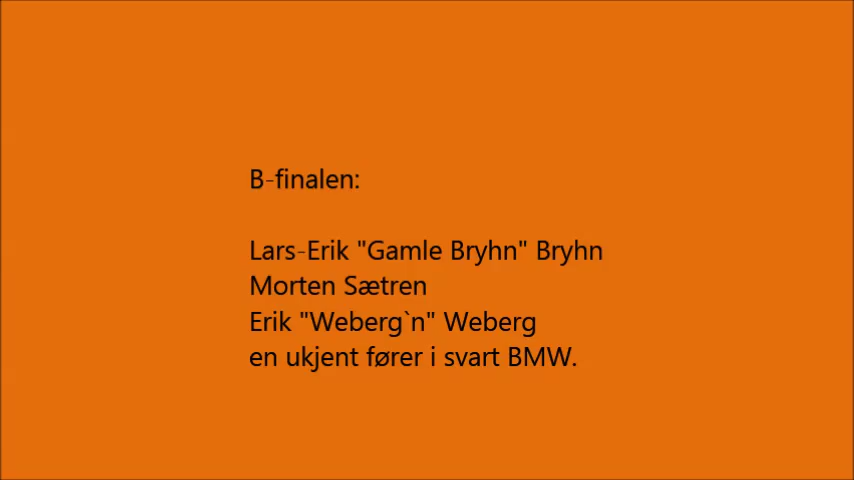 B-finalen:
Lars-Erik "Gamle Bryhn" Bryhn
Morten Sætren
Erik "Weberg`n" Weberg
en ukjent fører i svart BMW.